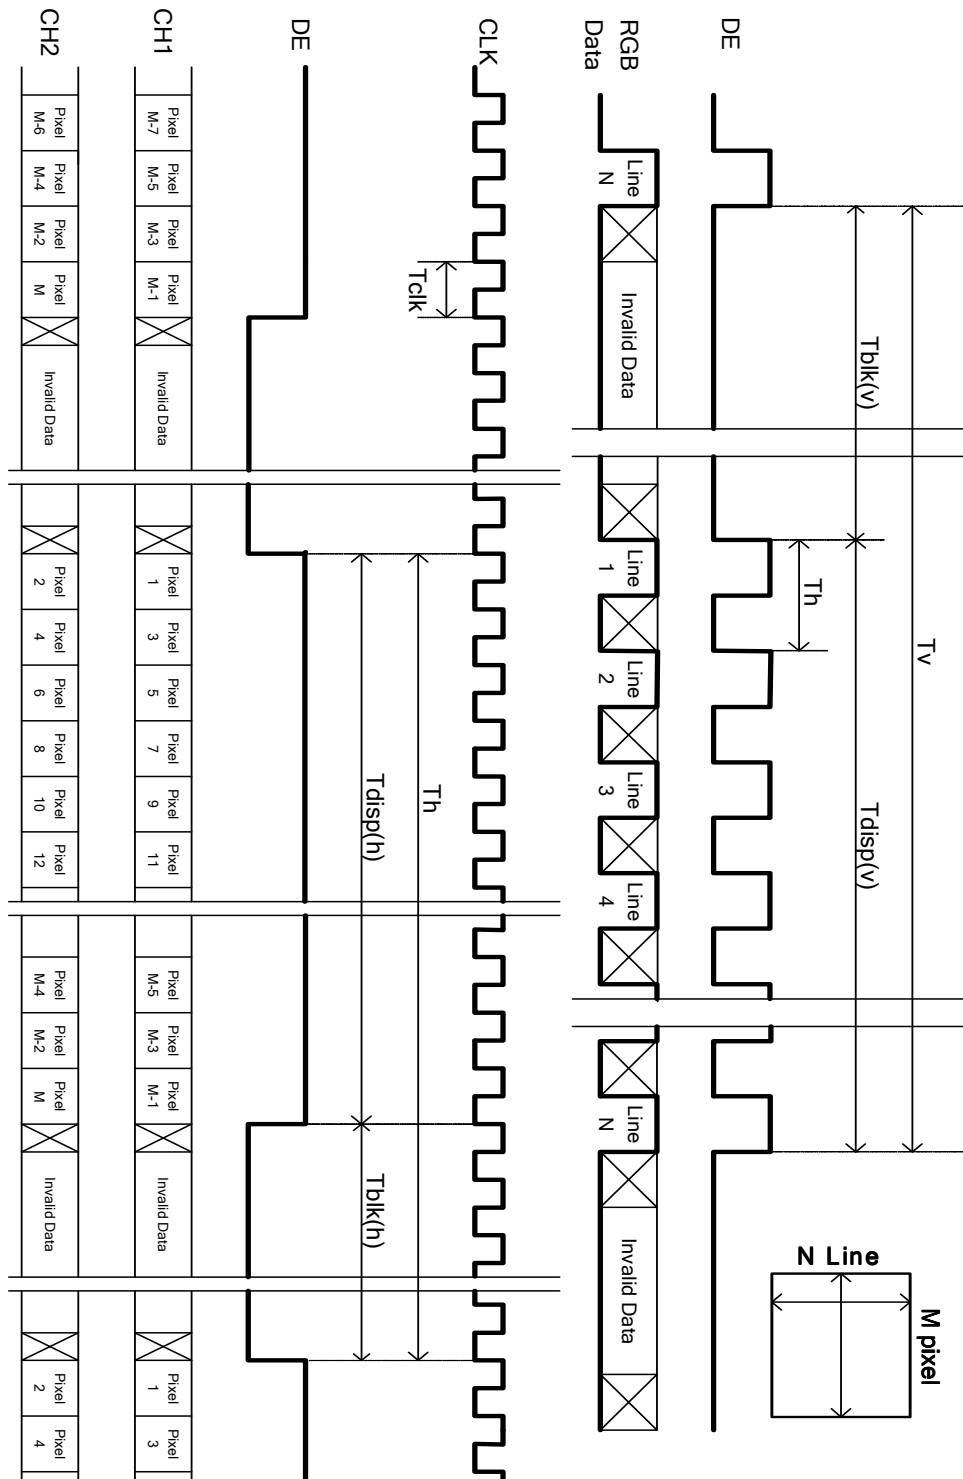 Tv
Tblk(v)
Tdisp(v)
Th
M pixel
N Line
DE
RGB
Data
Line
N
Invalid Data
Line
1
Line
2
Line
3
Line
4
Line
N
Invalid Data
CLK
Tclk
Th
Tdisp(h)
Tblk(h)
DE
CH1
Pixel
M-7
Pixel
M-5
Pixel
M-3
Pixel
M-1
Invalid Data
Pixel
1
Pixel
3
Pixel
5
Pixel
7
Pixel
9
Pixel
11
Pixel
M-5
Pixel
M-3
Pixel
M-1
Invalid Data
Pixel
1
Pixel
3
CH2
Pixel
M-6
Pixel
M-4
Pixel
M-2
Pixel
M
Invalid Data
Pixel
2
Pixel
4
Pixel
6
Pixel
8
Pixel
10
Pixel
12
Pixel
M-4
Pixel
M-2
Pixel
M
Invalid Data
Pixel
2
Pixel
4